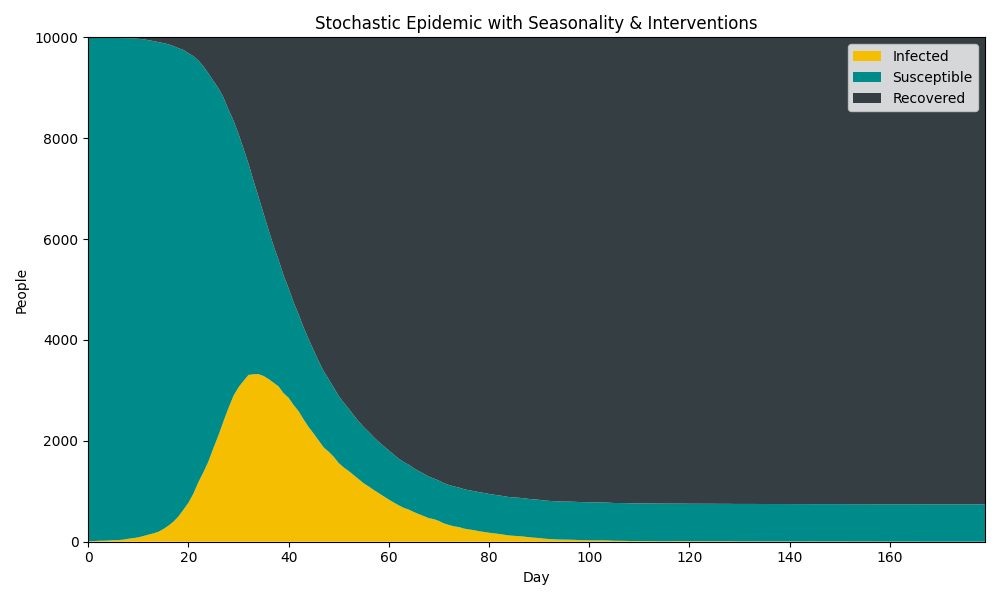 Stochastic Epidemic with Seasonality & Interventions
10000
8000
6000
4000
2000
0
People
Infected
Susceptible
Recovered
0 20 40 60 80 100 120 140 160
Day